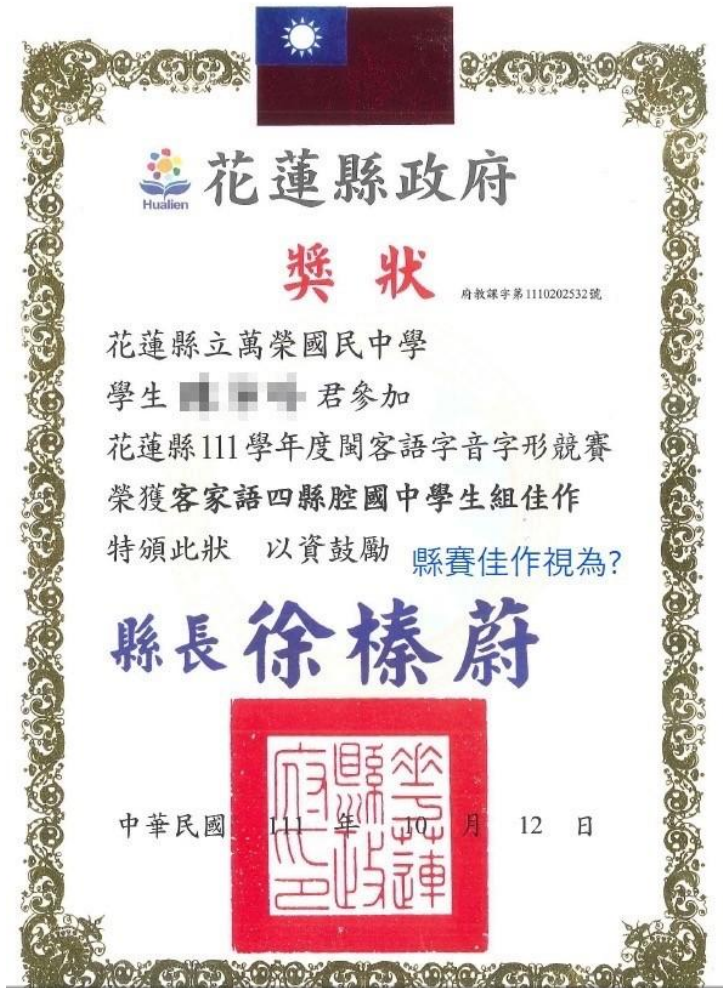 Hualien
花蓮縣政府
獎狀
府教課字第1110202532號
花蓮縣立萬榮國民中學
學生 君參加
花蓮縣111學年度閩客語字音字形競賽
榮獲客家語四縣腔國中學生組佳作
特頒此狀 以資鼓勵
縣賽佳作視為?
縣長徐榛蔚
花蓮縣政府印
中華民國 111 年 10 月 12 日